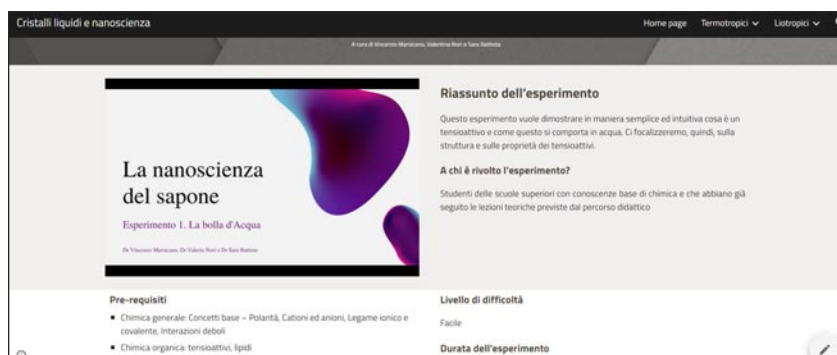 Cristalli liquidi e nanoscienza
Home page Termotropici Liotropici
A cura di Vincenzo Marsicano, Valentina Nori e Sara Battista
La nanoscienza
del sapone
Esperimento 1. La bolla d'Acqua
Riassunto dell'esperimento
Questo esperimento vuole dimostrare in maniera semplice ed intuitiva cosa è un
tensioattivo e come questo si comporta in acqua. Ci focalizzeremo, quindi, sulla
struttura e sulle proprietà dei tensioattivi.
A chi è rivolto l'esperimento?
Studenti delle scuole superiori con conoscenze base di chimica e che abbiano già
seguito le lezioni teoriche previste dal percorso didattico
Pre-requisiti
Chimica generale: Concetti base – Polarità, Cationi ed anioni, Legame ionico e
covalente, Interazioni deboli
Chimica organica: tensioattivi, lipidi
Livello di difficoltà
Facile
Durata dell'esperimento